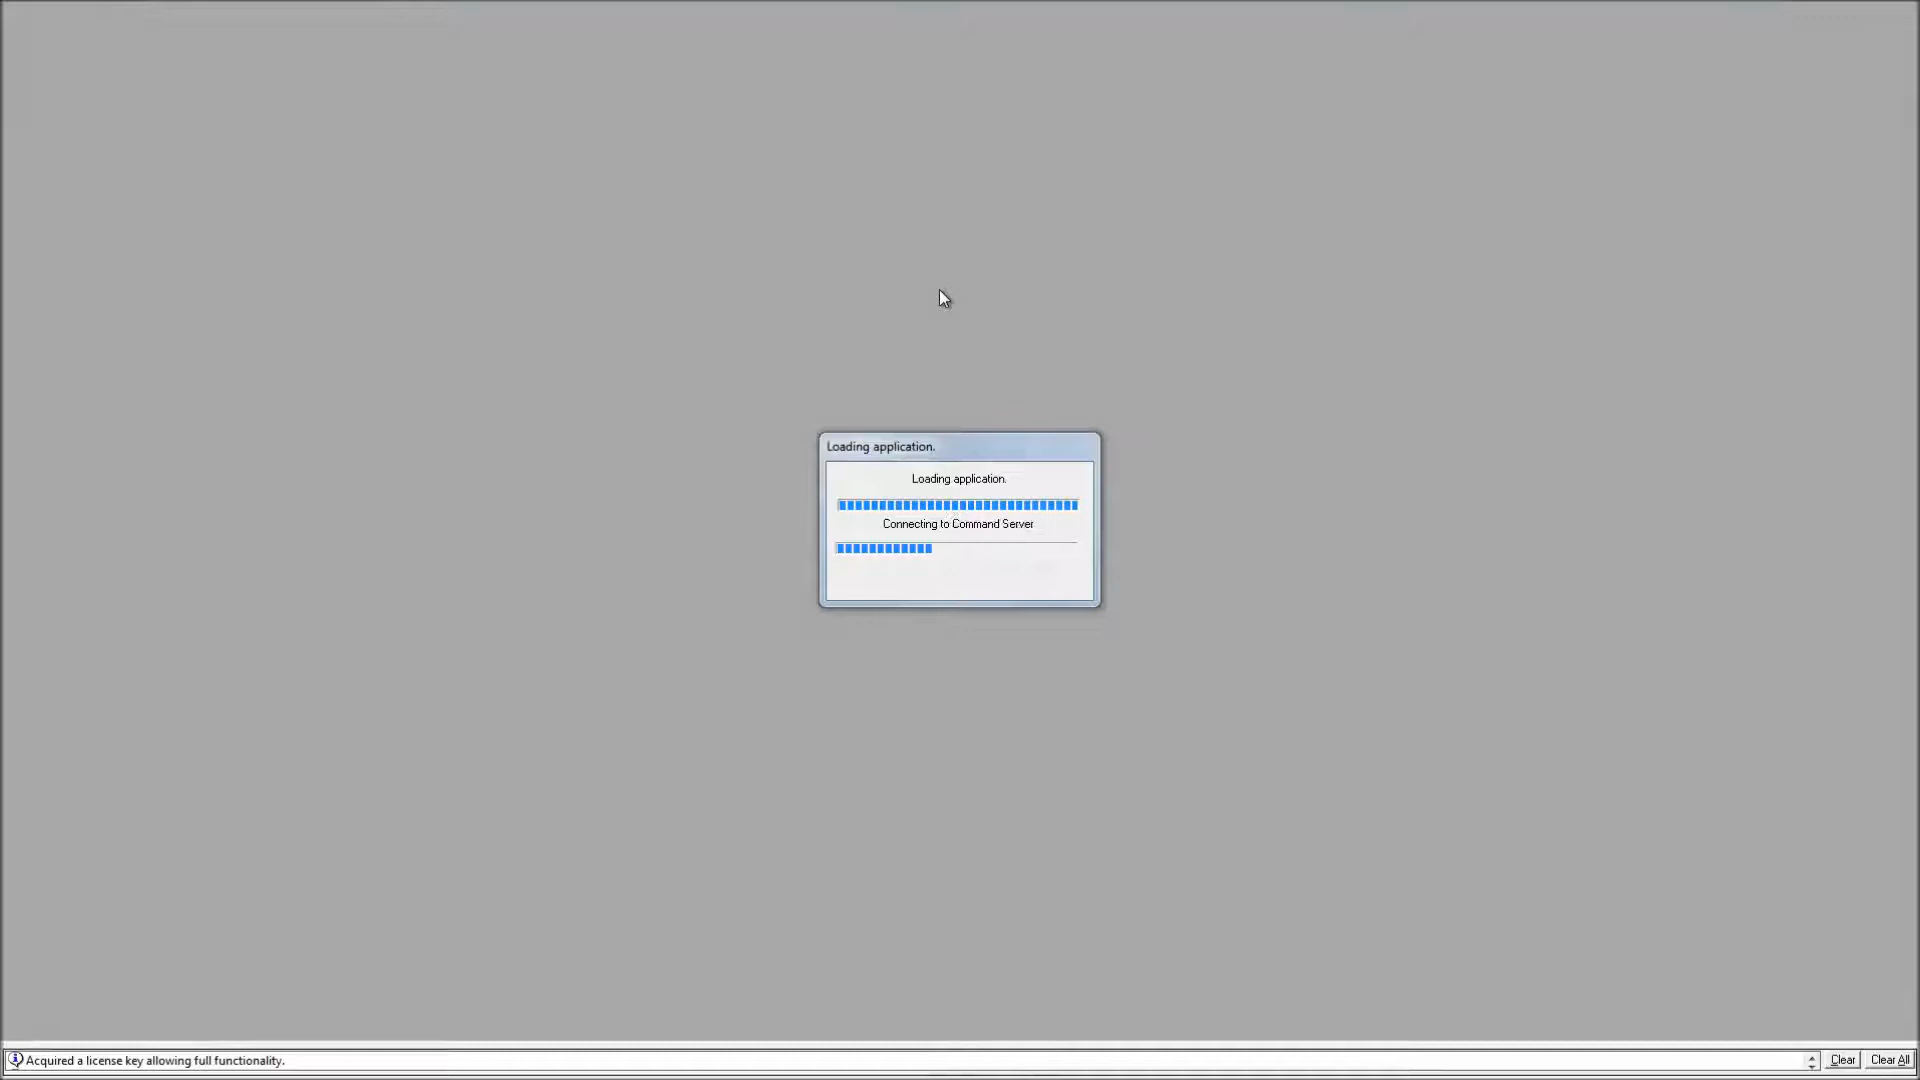 Loading application.
Loading application.
Connecting to Command Server
Acquired a license key allowing full functionality.
Clear
Clear All